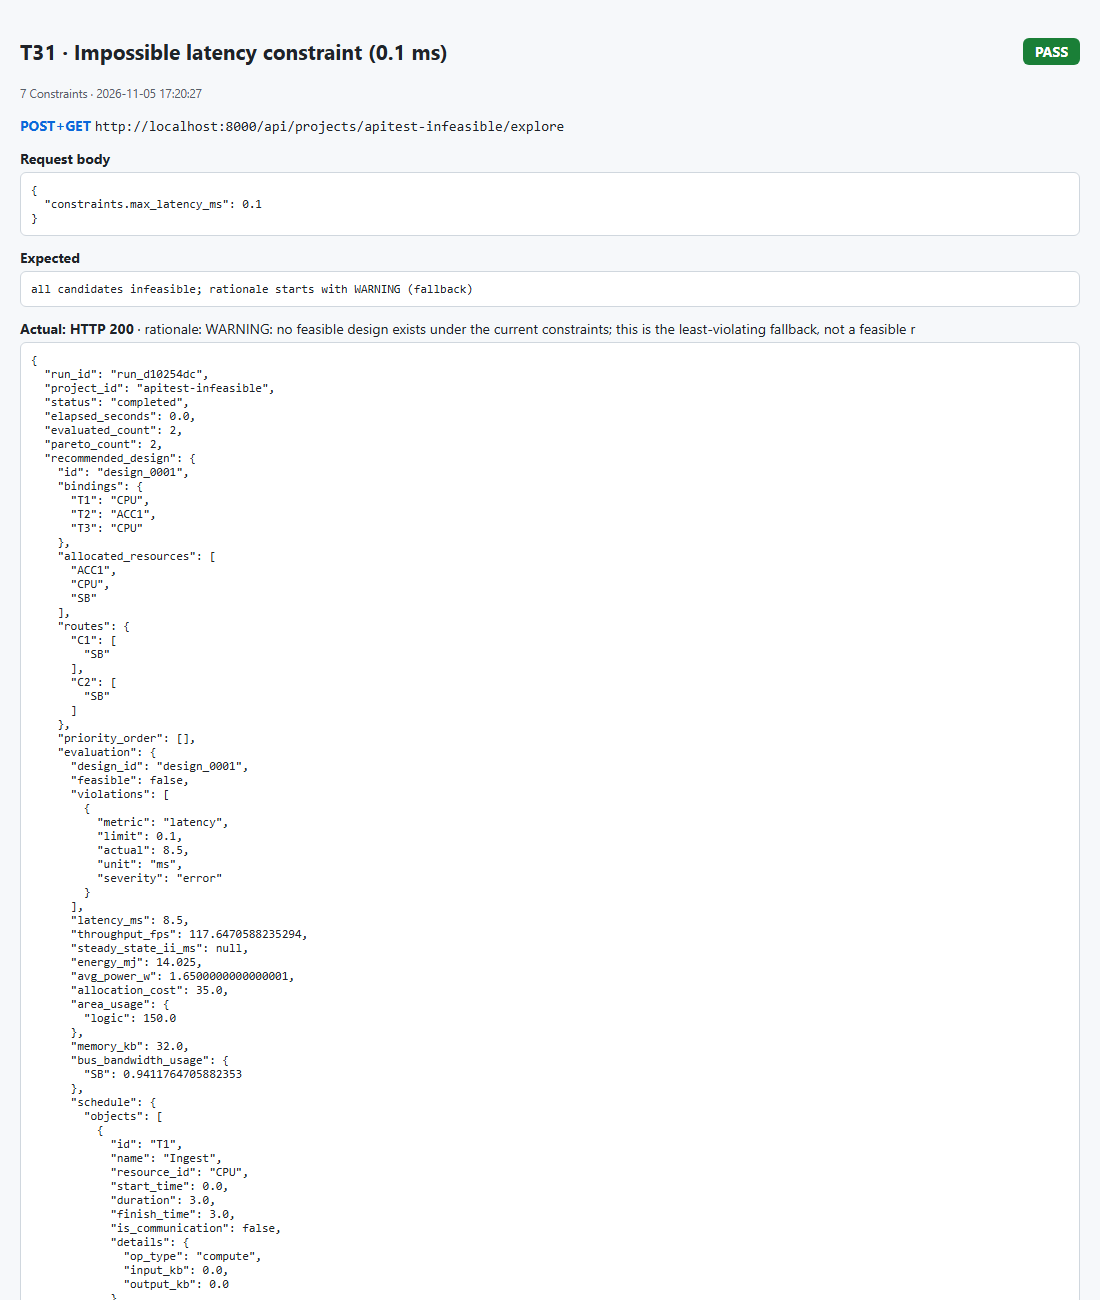 T31 · Impossible latency constraint (0.1 ms)
PASS
7 Constraints · 2026-11-05 17:20:27
POST+GET http://localhost:8000/api/projects/apitest-infeasible/explore
Request body
{
  "constraints.max_latency_ms": 0.1
}
Expected
all candidates infeasible; rationale starts with WARNING (fallback)
Actual: HTTP 200 · rationale: WARNING: no feasible design exists under the current constraints; this is the least-violating fallback, not a feasible r
{
  "run_id": "run_d10254dc",
  "project_id": "apitest-infeasible",
  "status": "completed",
  "elapsed_seconds": 0.0,
  "evaluated_count": 2,
  "pareto_count": 2,
  "recommended_design": {
    "id": "design_0001",
    "bindings": {
      "T1": "CPU",
      "T2": "ACC1",
      "T3": "CPU"
    },
    "allocated_resources": [
      "ACC1",
      "CPU",
      "SB"
    ],
    "routes": {
      "C1": [
        "SB"
      ],
      "C2": [
        "SB"
      ]
    },
    "priority_order": [],
    "evaluation": {
      "design_id": "design_0001",
      "feasible": false,
      "violations": [
        {
          "metric": "latency",
          "limit": 0.1,
          "actual": 8.5,
          "unit": "ms",
          "severity": "error"
        }
      ],
      "latency_ms": 8.5,
      "throughput_fps": 117.6470588235294,
      "steady_state_ii_ms": null,
      "energy_mj": 14.025,
      "avg_power_w": 1.6500000000000001,
      "allocation_cost": 35.0,
      "area_usage": {
        "logic": 150.0
      },
      "memory_kb": 32.0,
      "bus_bandwidth_usage": {
        "SB": 0.9411764705882353
      },
      "schedule": {
        "objects": [
          {
            "id": "T1",
            "name": "Ingest",
            "resource_id": "CPU",
            "start_time": 0.0,
            "duration": 3.0,
            "finish_time": 3.0,
            "is_communication": false,
            "details": {
              "op_type": "compute",
              "input_kb": 0.0,
              "output_kb": 0.0
            }